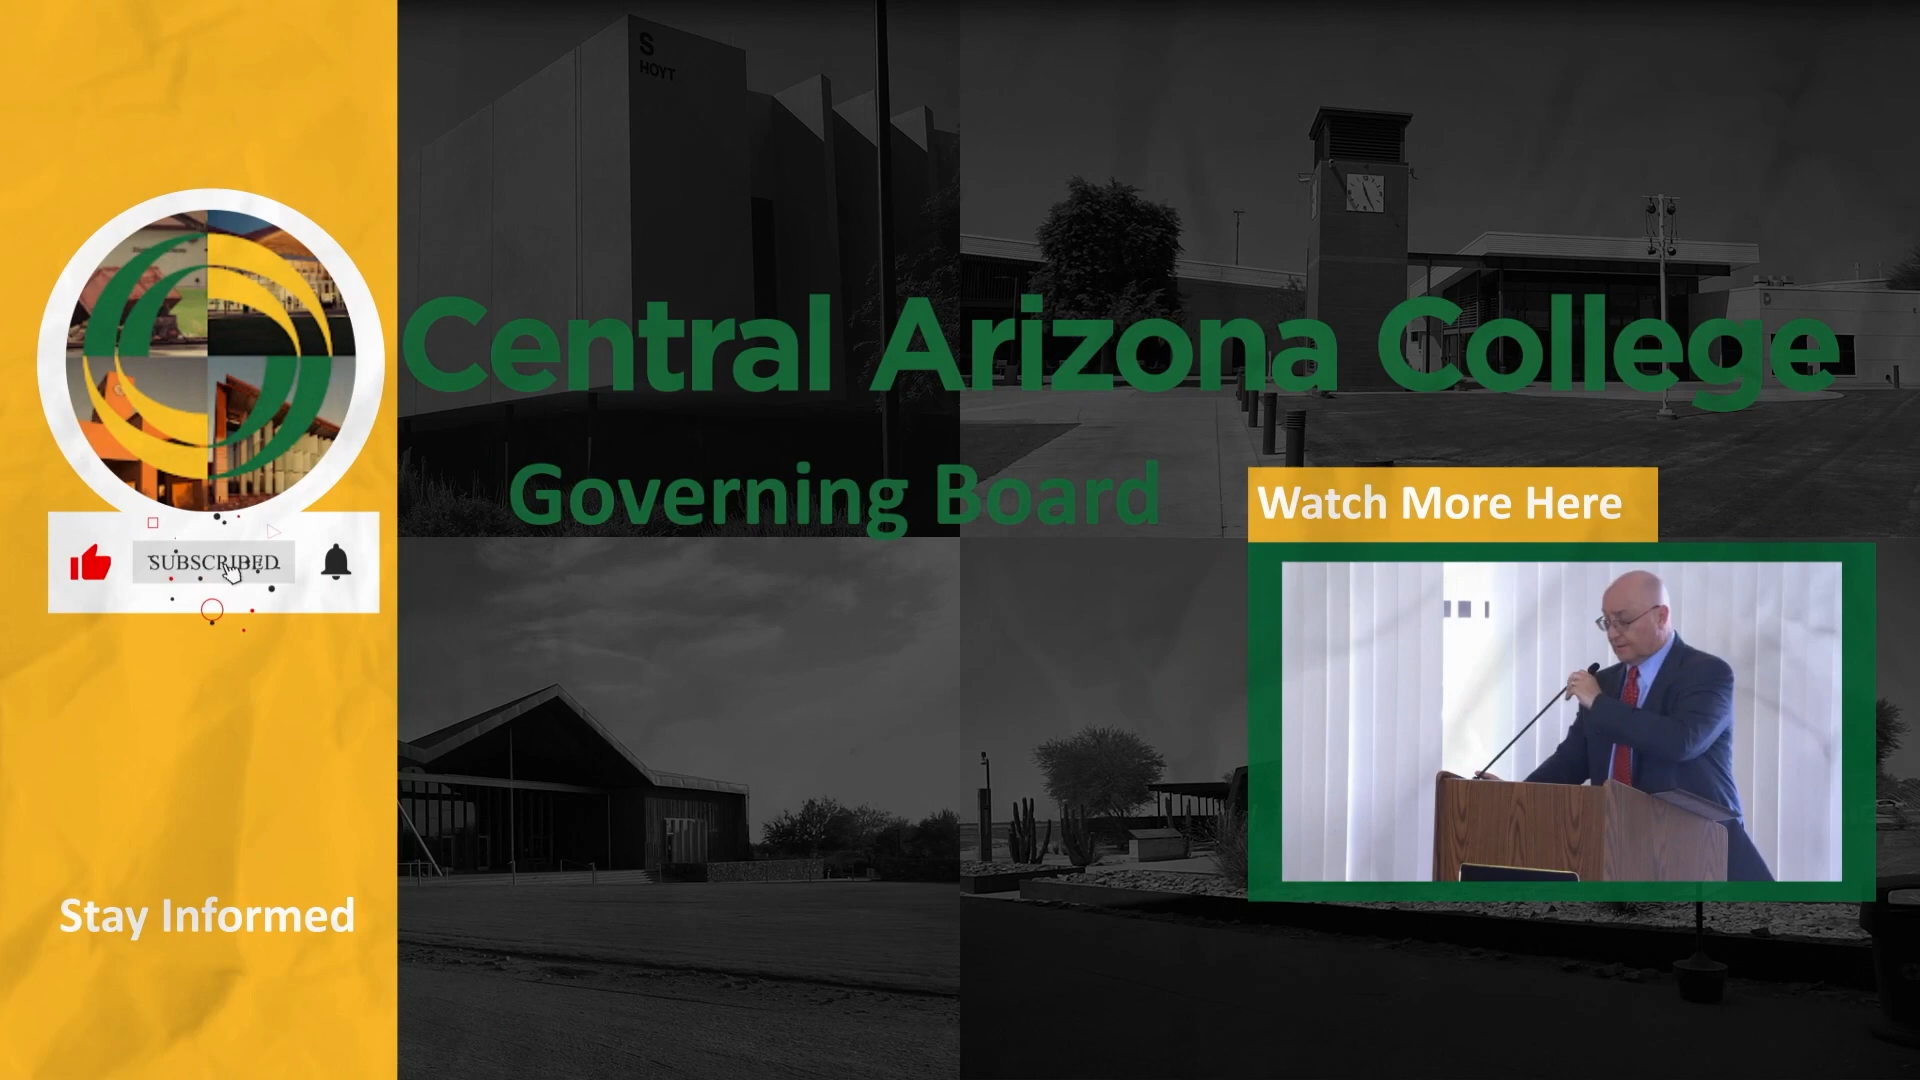 S
HOYT
Central Arizona College
Governing Board
Watch More Here
SUBSCRIBED
Stay Informed